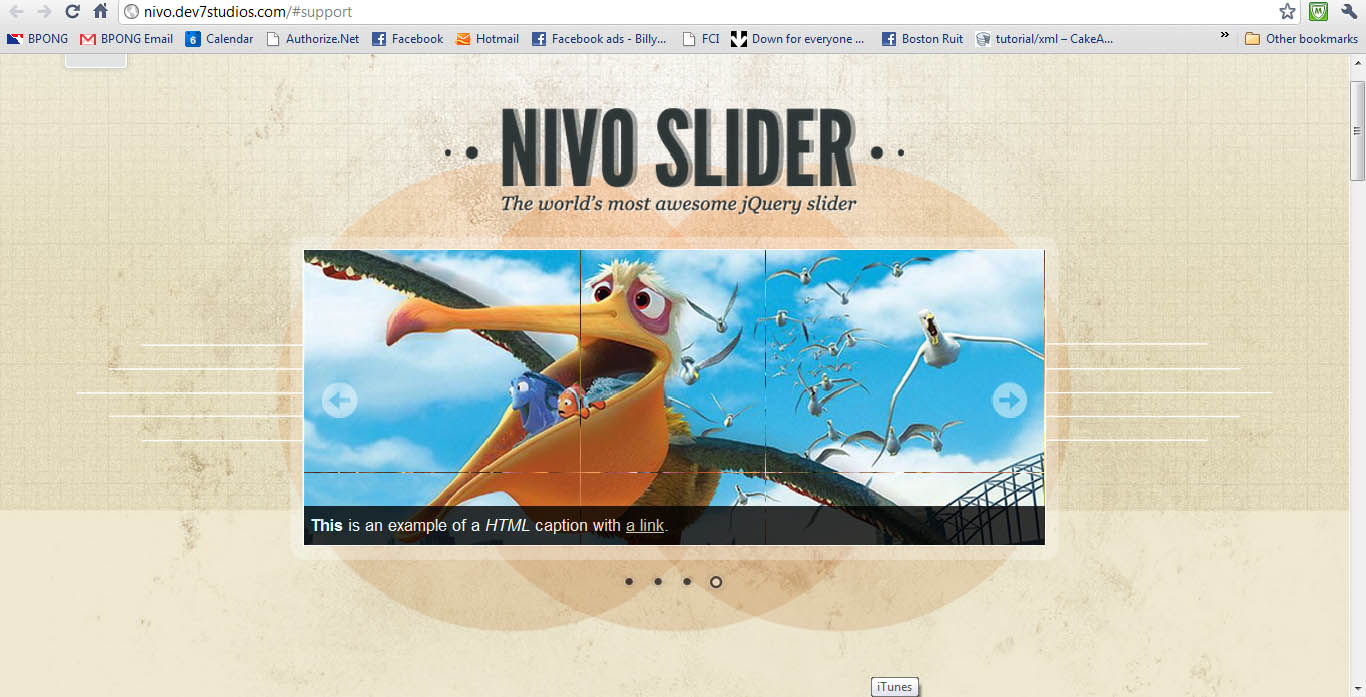 nivo.dev7studios.com/#support
BPONG BPONG Email 6 Calendar Authorize.Net Facebook Hotmail Facebook ads - Billy... FCI Down for everyone ... Boston Ruit tutorial/xml – CakeA... » Other bookmarks
NIVO SLIDER
The world's most awesome jQuery slider
This is an example of a HTML caption with a link.
iTunes